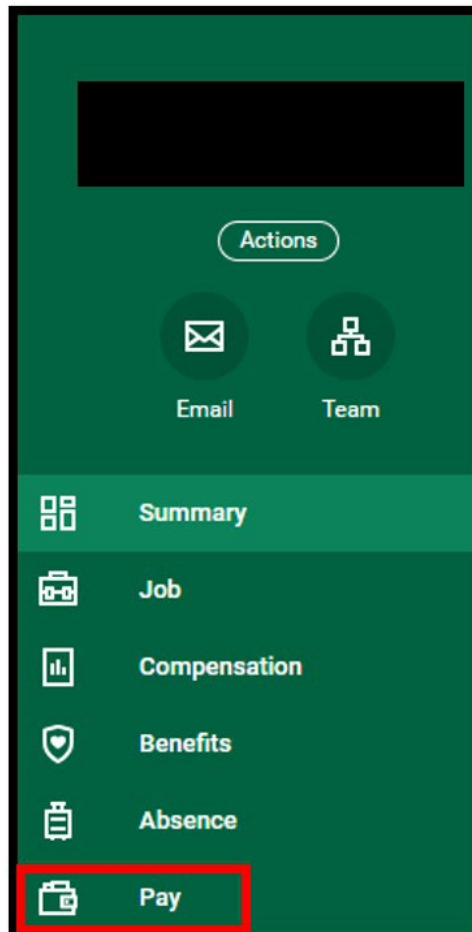 Actions
Email Team
Summary
Job
Compensation
Benefits
Absence
Pay